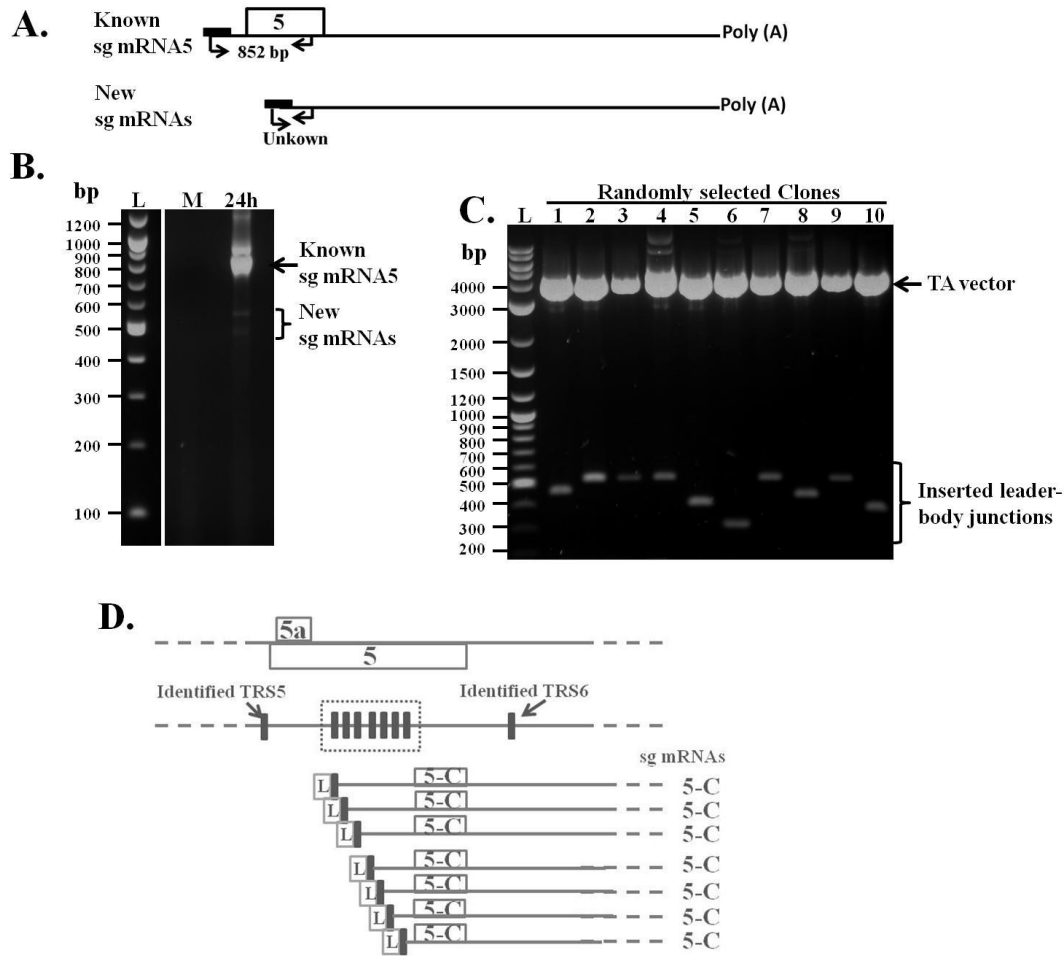 A.
Known
sg mRNA5
5
852 bp
Poly (A)
New
sg mRNAs
Unkown
Poly (A)
B.
bp
L M 24h
1200
1000
900
800
700
600
500
400
300
200
100
Known
sg mRNA5
New
sg mRNAs
C.
Randomly selected Clones
L 1 2 3 4 5 6 7 8 9 10
bp
4000
3000
2000
1500
1200
1000
900
800
700
600
500
400
300
200
TA vector
Inserted leader-
body junctions
D.
5a
5
Identified TRS5
Identified TRS6
sg mRNAs
L 5-C 5-C
L 5-C 5-C
L 5-C 5-C
L 5-C 5-C
L 5-C 5-C
L 5-C 5-C
L 5-C 5-C